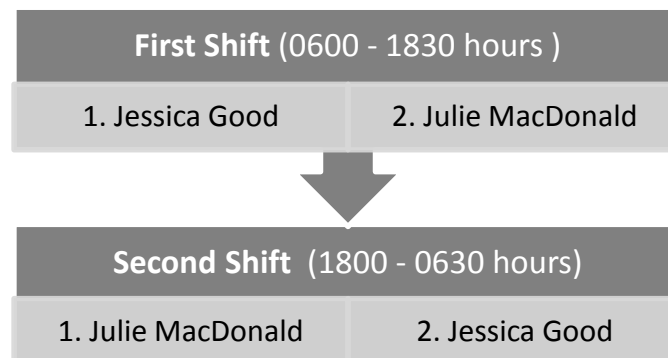 First Shift (0600 - 1830 hours )
1. Jessica Good
2. Julie MacDonald
Second Shift (1800 - 0630 hours)
1. Julie MacDonald
2. Jessica Good